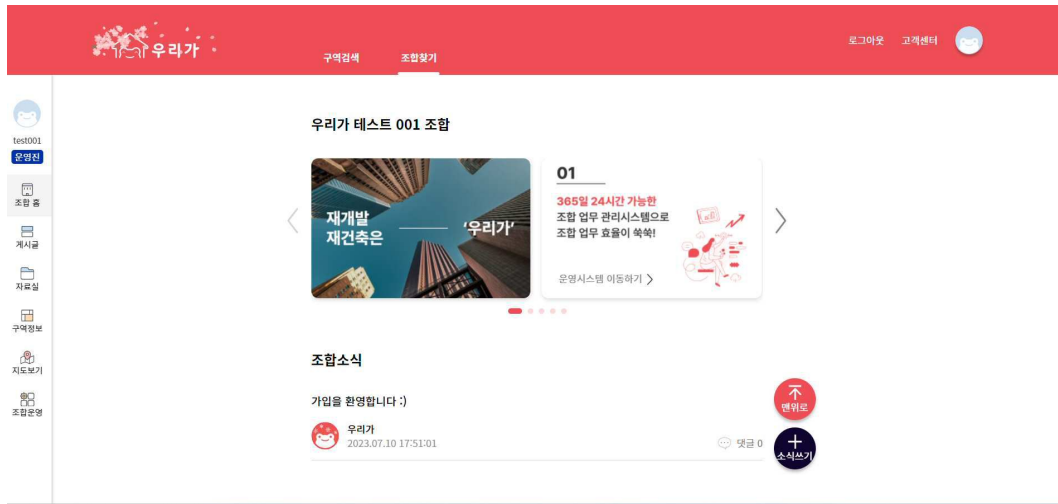 우리가
구역검색
조합찾기
로그아웃
고객센터
test001
운영진
조합 홈
게시글
자료실
구역정보
지도보기
조합운영
우리가 테스트 001 조합
재개발
재건축은
'우리가'
01
365일 24시간 가능한
조합 업무 관리시스템으로
조합 업무 효율이 쑥쑥!
운영시스템 이동하기
조합소식
가입을 환영합니다 :)
우리가
2023.07.10 17:51:01
댓글 0
맨위로
소식쓰기